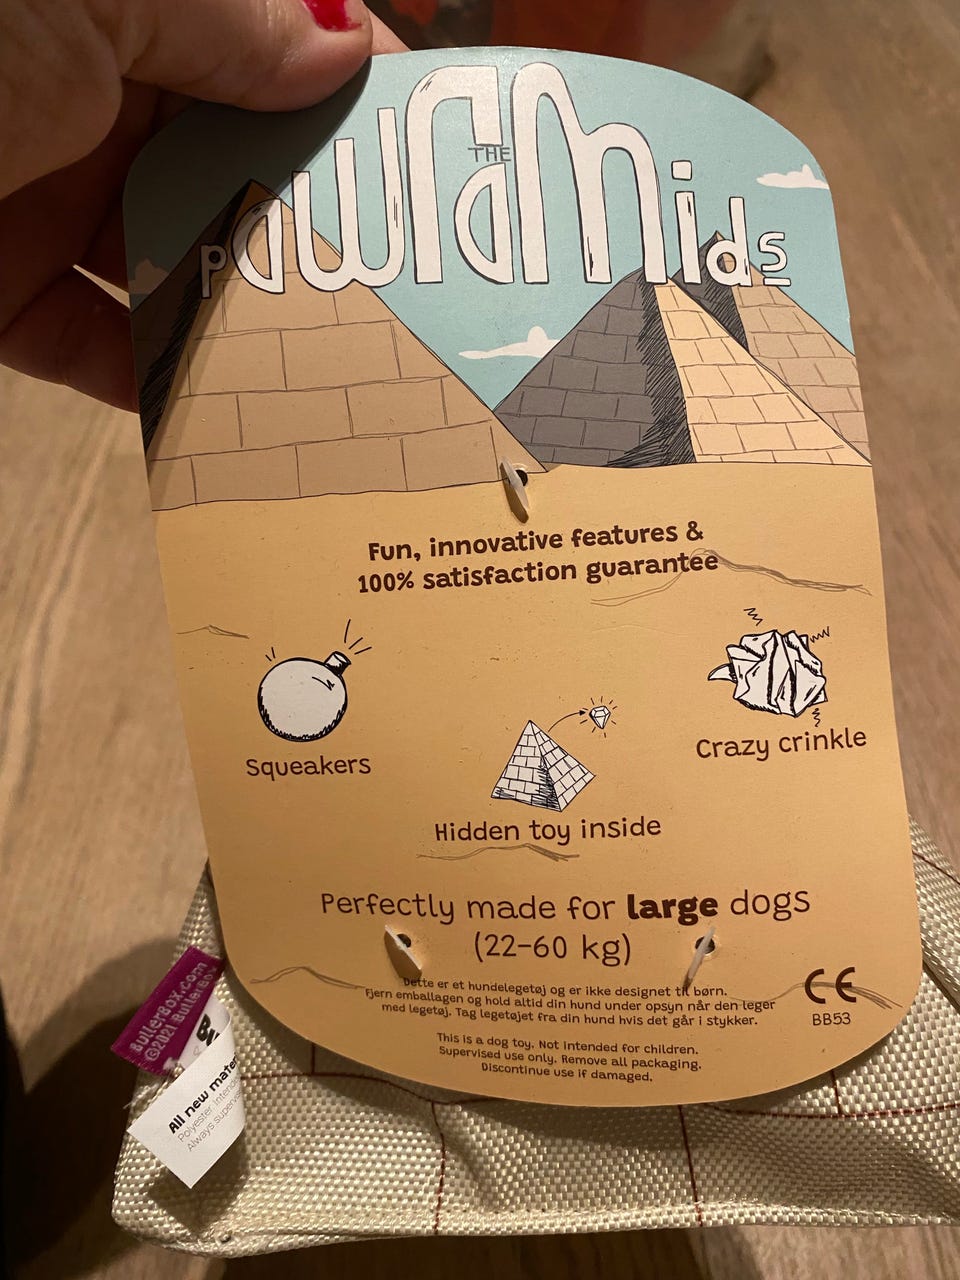 THE
pawramids
Fun, innovative features &
100% satisfaction guarantee
Squeakers
Crazy crinkle
Hidden toy inside
Perfectly made for large dogs
(22-60 kg)
Dette er et hundelegetøj og er ikke designet til børn.
Fjern emballagen og hold altid din hund under opsyn når den leger
med legetøj. Tag legetøjet fra din hund hvis det går i stykker.
CE
BB53
This is a dog toy. Not intended for children.
Supervised use only. Remove all packaging.
Discontinue use if damaged.
BullerBox.com
©2021 BullerBox
All new mater
Polyester. Intende
Always supervi